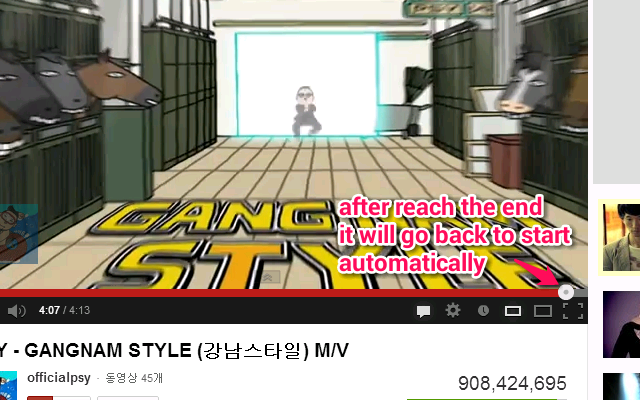 GANGNAM
STYLE
after reach the end
it will go back to start
automatically
4:07 / 4:13
Y - GANGNAM STYLE (강남스타일) M/V
officialpsy · 동영상 45개
908,424,695